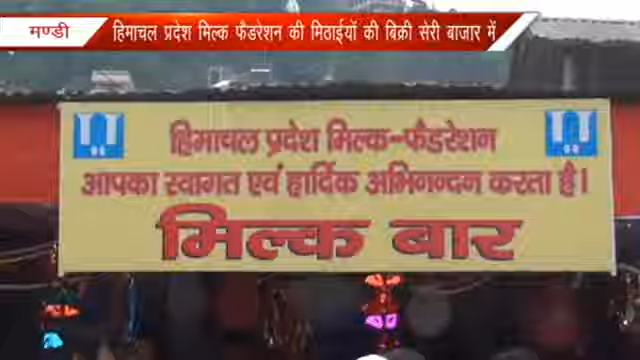 मण्डी
हिमाचल प्रदेश मिल्क फैडरेशन की मिठाईयों की बिक्री सेरी बाजार में
हिमाचल प्रदेश मिल्क-फैडरेशन
आपका स्वागत एवं हार्दिक अभिनन्दन करता है।
मिल्क बार